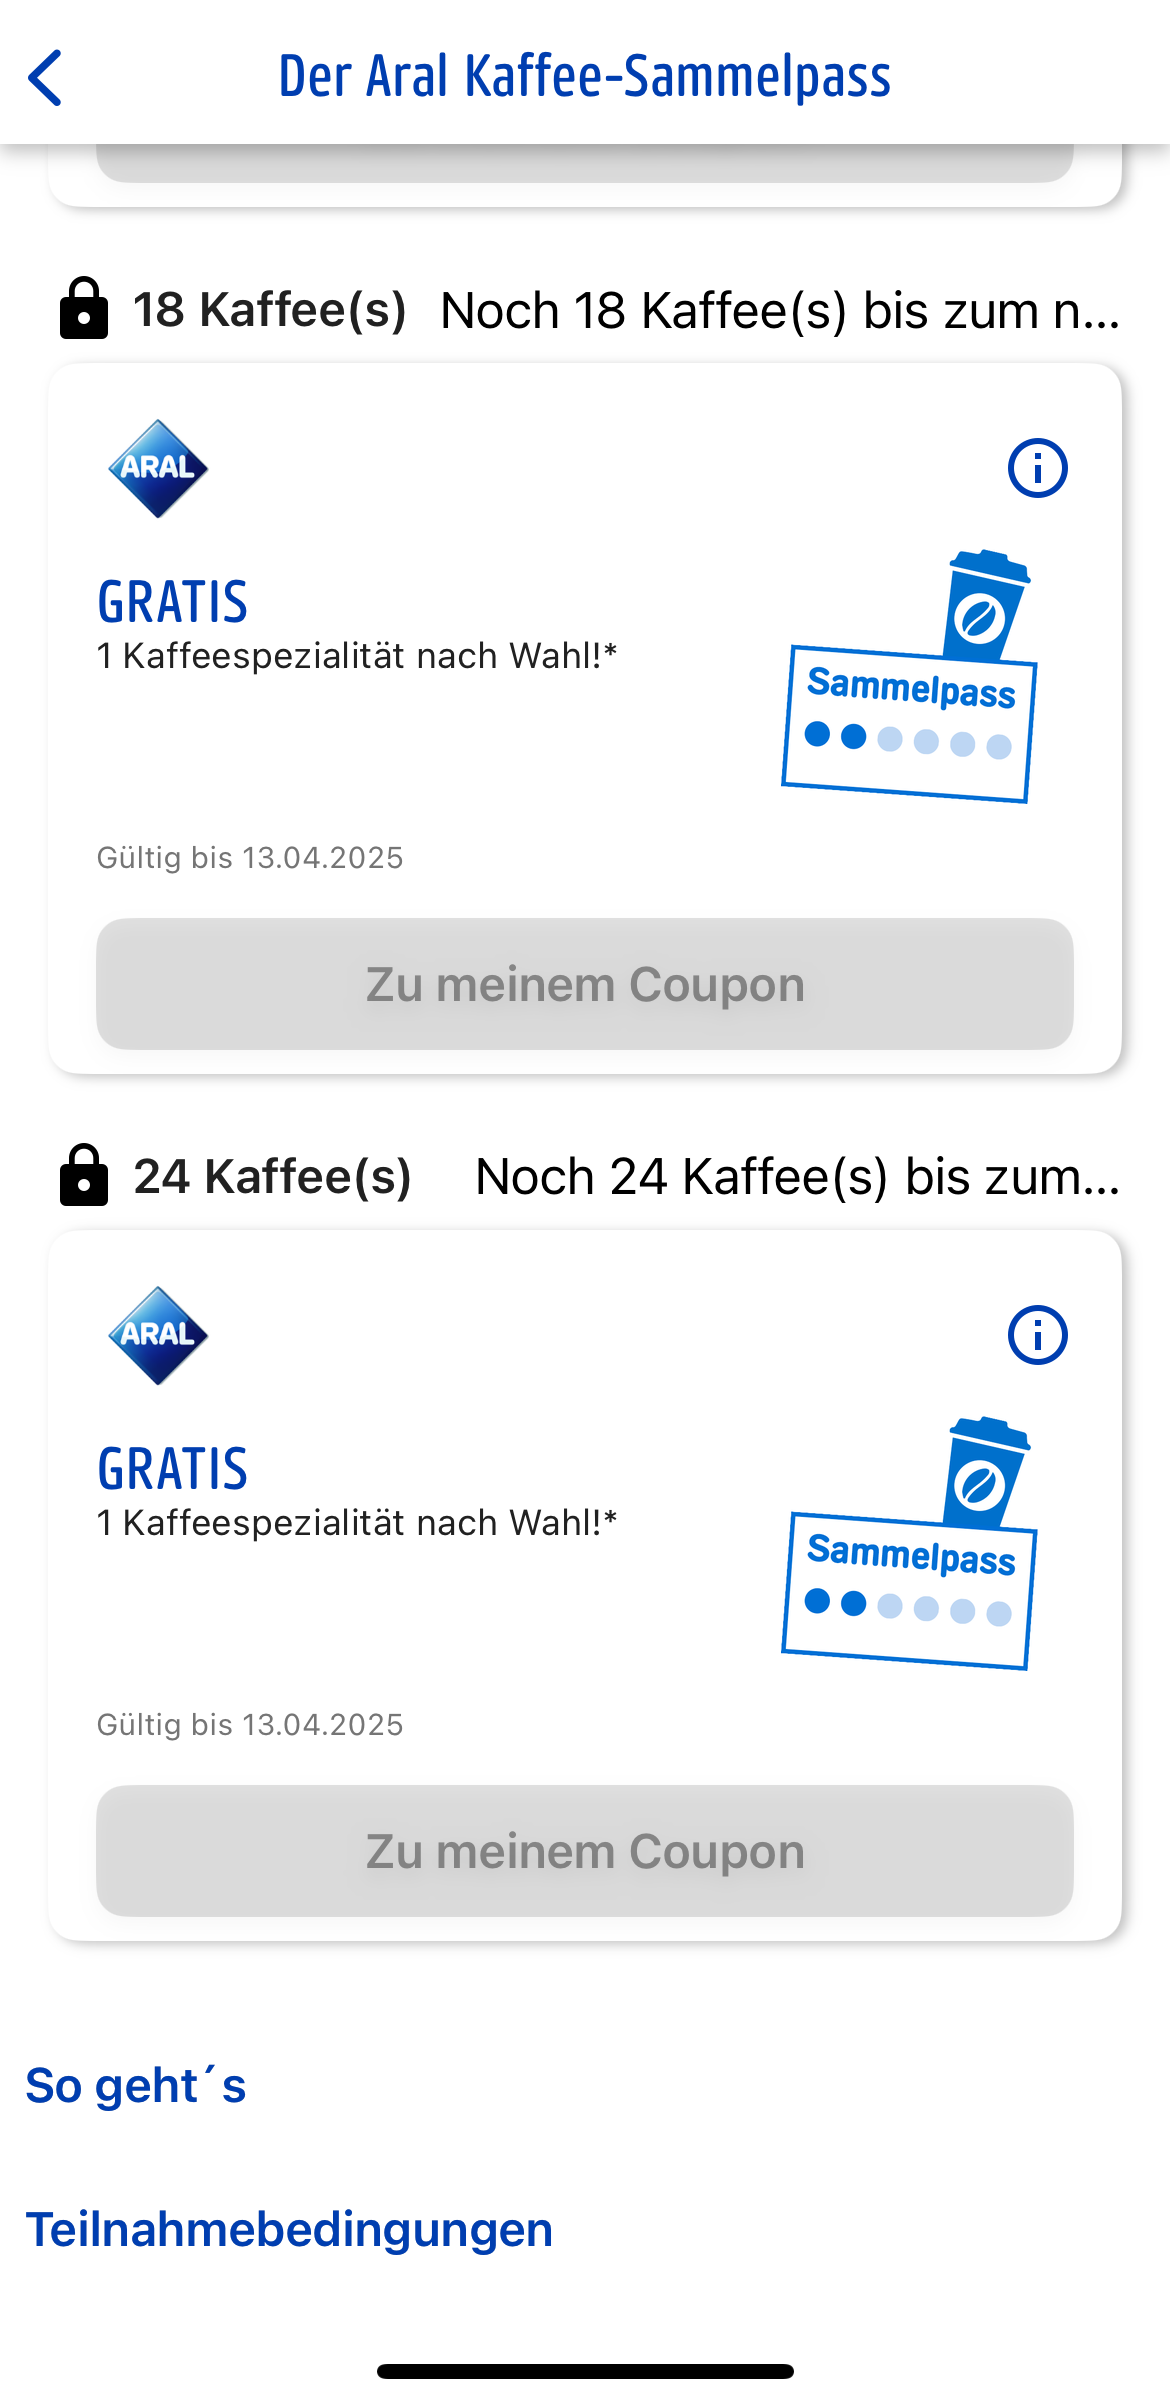 Der Aral Kaffee-Sammelpass
18 Kaffee(s) Noch 18 Kaffee(s) bis zum n...
ARAL
GRATIS
1 Kaffeespezialität nach Wahl!*
Sammelpass
Gültig bis 13.04.2025
Zu meinem Coupon
24 Kaffee(s) Noch 24 Kaffee(s) bis zum...
ARAL
GRATIS
1 Kaffeespezialität nach Wahl!*
Sammelpass
Gültig bis 13.04.2025
Zu meinem Coupon
So geht´s
Teilnahmebedingungen